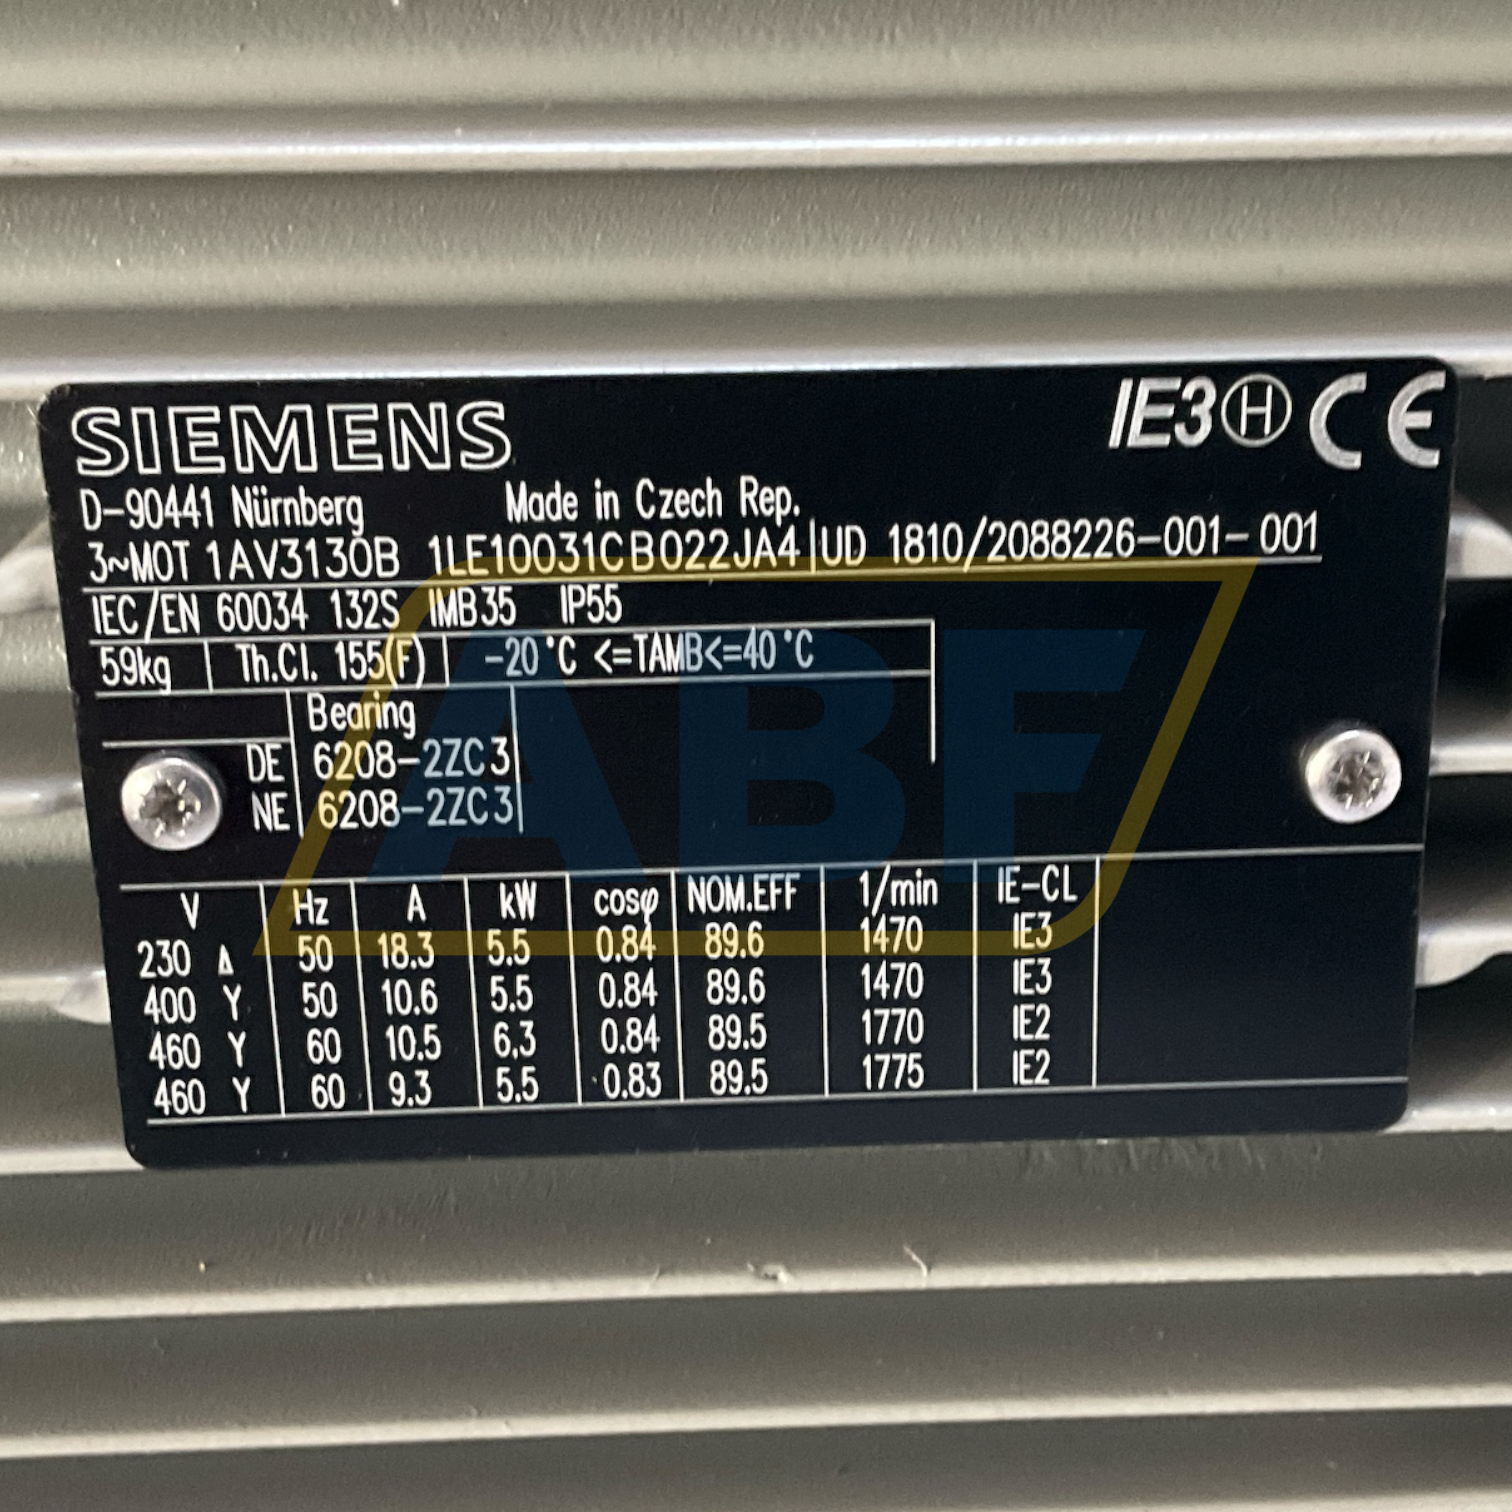 SIEMENS IE3 H CE
D-90441 Nürnberg Made in Czech Rep.
3~MOT 1AV3130B 1LE10031CB022JA4 UD 1810/2088226-001-001
IEC/EN 60034 132S IMB35 IP55
59kg Th.Cl. 155(F) -20°C <=TAMB<=40°C
Bearing
DE 6208-2ZC3
NE 6208-2ZC3
V Hz A kW cosφ NOM.EFF 1/min IE-CL
230 Δ 50 18.3 5.5 0.84 89.6 1470 IE3
400 Y 50 10.6 5.5 0.84 89.6 1470 IE3
460 Y 60 10.5 6.3 0.84 89.5 1770 IE2
460 Y 60 9.3 5.5 0.83 89.5 1775 IE2
ABF